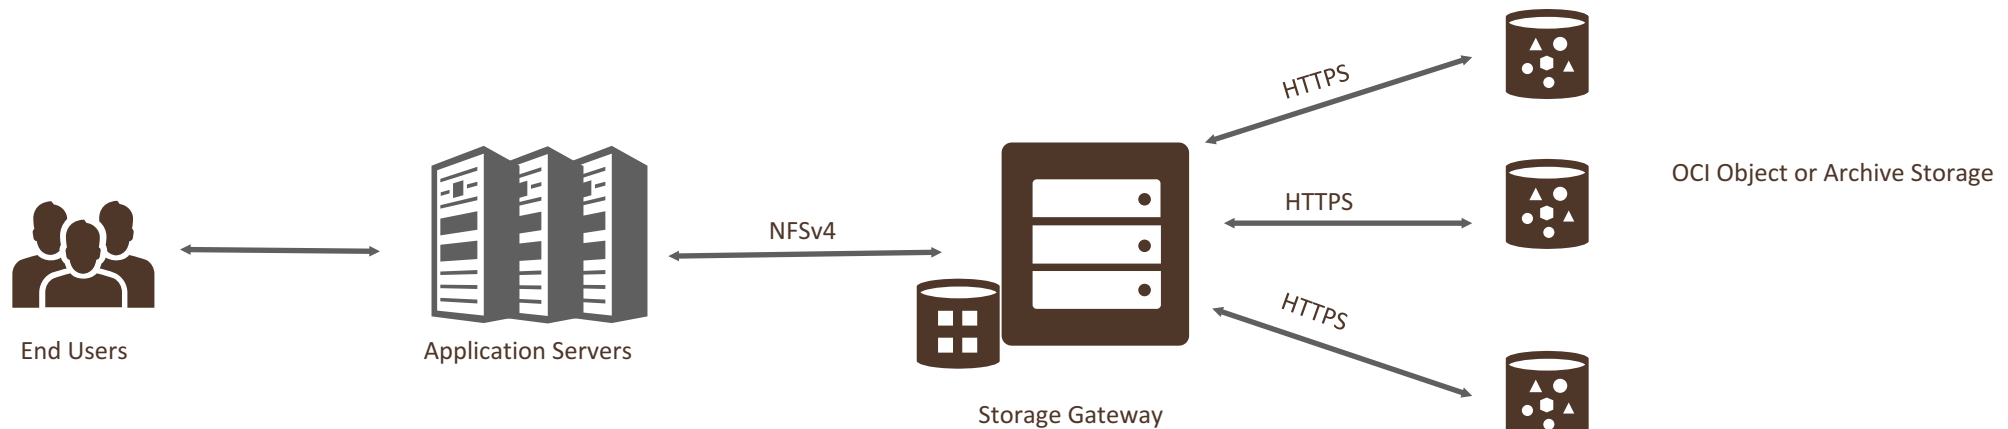 HTTPS
OCI Object or Archive Storage
HTTPS
NFSv4
HTTPS
End Users
Application Servers
Storage Gateway